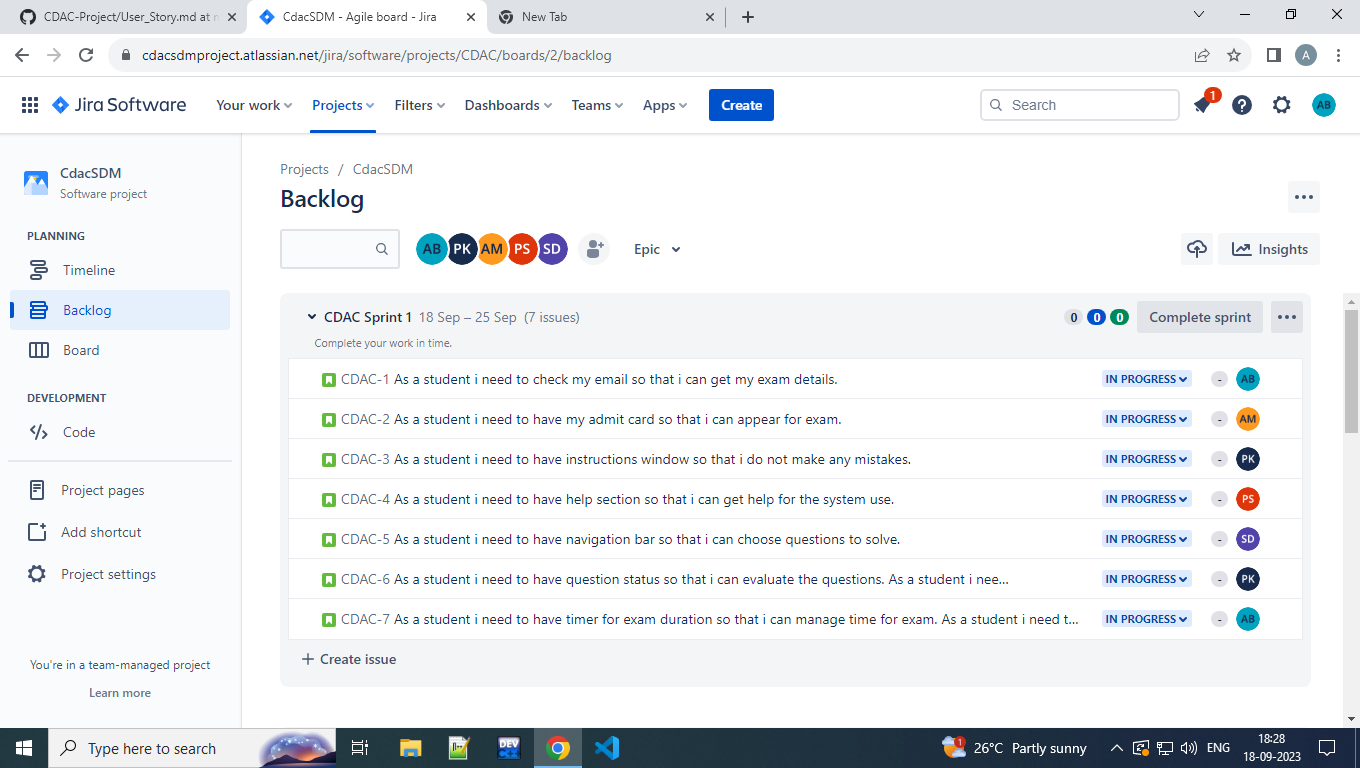 CDAC-Project/User_Story.md at m
CdacSDM - Agile board - Jira
New Tab
cdacsdmproject.atlassian.net/jira/software/projects/CDAC/boards/2/backlog
A
Jira Software
Your work
Projects
Filters
Dashboards
Teams
Apps
Create
Search
1
AB
CdacSDM
Software project
PLANNING
Timeline
Backlog
Board
DEVELOPMENT
Code
Project pages
Add shortcut
Project settings
You're in a team-managed project
Learn more
Projects / CdacSDM
Backlog
AB PK AM PS SD
Epic
Insights
CDAC Sprint 1 18 Sep – 25 Sep (7 issues)
0 0 0
Complete sprint
Complete your work in time.
CDAC-1 As a student i need to check my email so that i can get my exam details. IN PROGRESS - AB
CDAC-2 As a student i need to have my admit card so that i can appear for exam. IN PROGRESS - AM
CDAC-3 As a student i need to have instructions window so that i do not make any mistakes. IN PROGRESS - PK
CDAC-4 As a student i need to have help section so that i can get help for the system use. IN PROGRESS - PS
CDAC-5 As a student i need to have navigation bar so that i can choose questions to solve. IN PROGRESS - SD
CDAC-6 As a student i need to have question status so that i can evaluate the questions. As a student i nee... IN PROGRESS - PK
CDAC-7 As a student i need to have timer for exam duration so that i can manage time for exam. As a student i need t... IN PROGRESS - AB
+ Create issue
Type here to search
DEV
1
26°C Partly sunny
ENG
18:28
18-09-2023